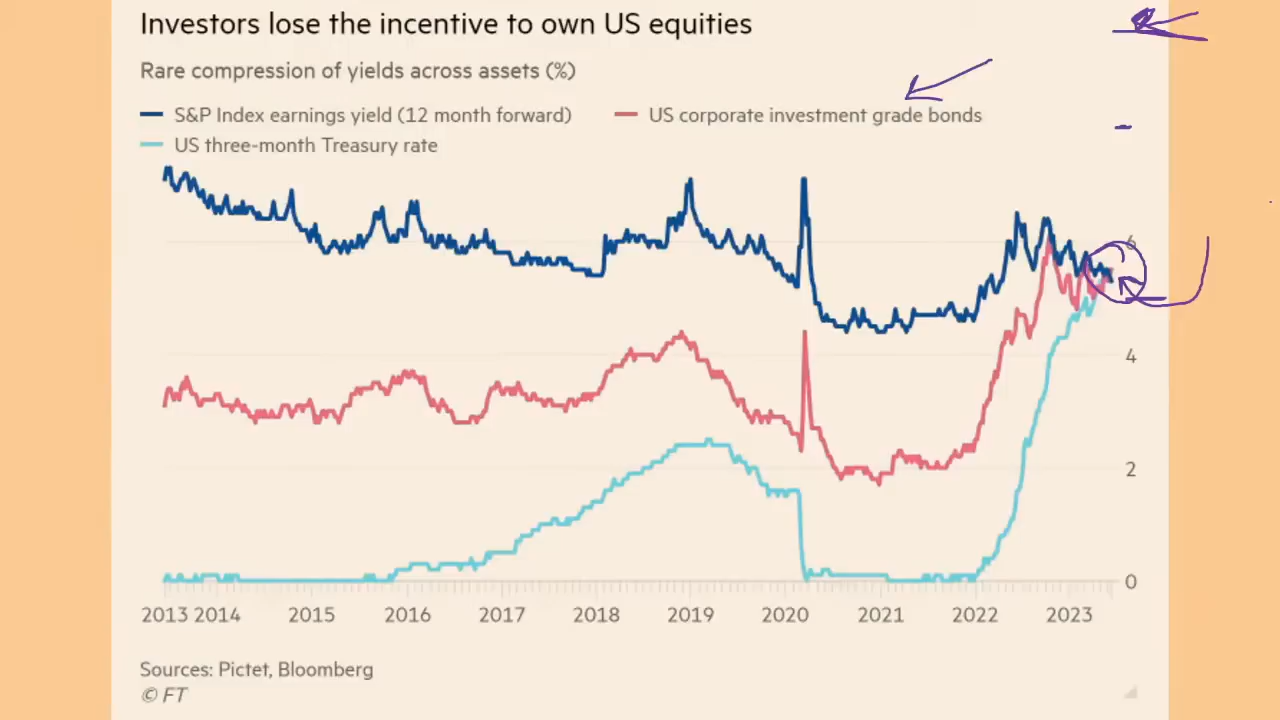 Investors lose the incentive to own US equities
Rare compression of yields across assets (%)
S&P Index earnings yield (12 month forward) US corporate investment grade bonds
US three-month Treasury rate
6
4
2
0
2013 2014 2015 2016 2017 2018 2019 2020 2021 2022 2023
Sources: Pictet, Bloomberg
© FT